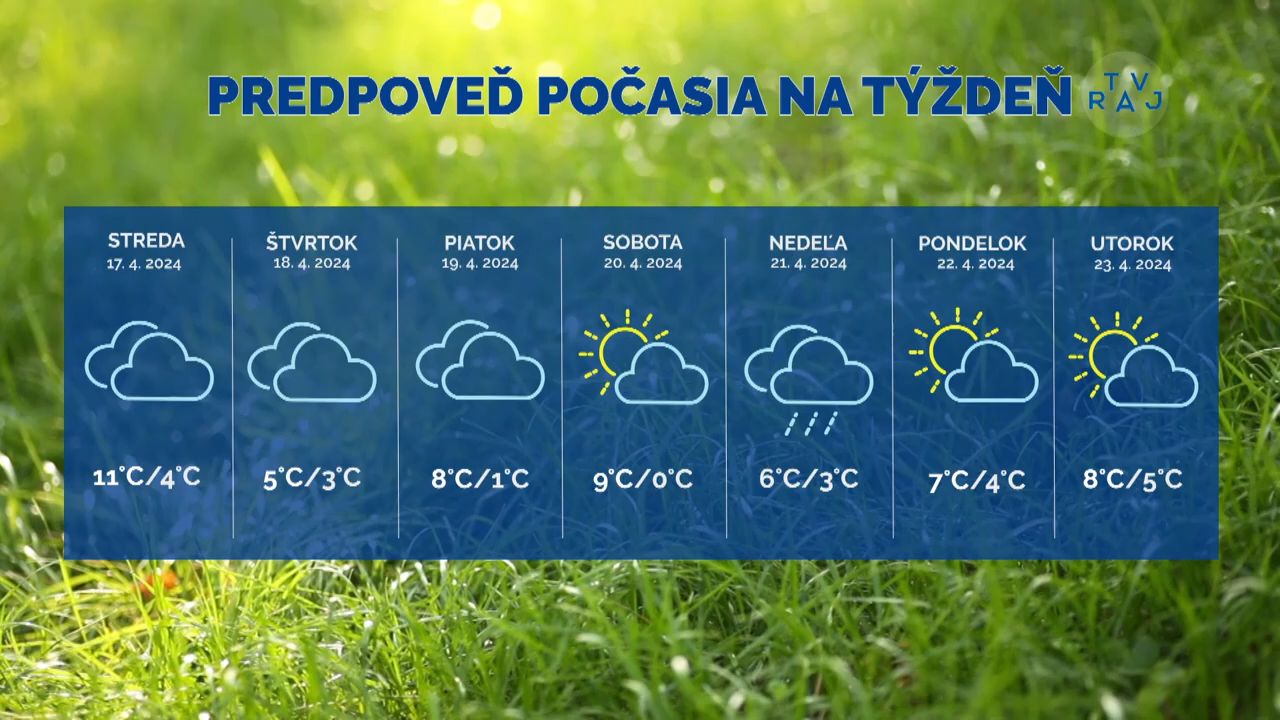 PREDPOVEĎ POČASIA NA TÝŽDEŇ
TV
RAJ
STREDA
17. 4. 2024
11°C/4°C
ŠTVRTOK
18. 4. 2024
5°C/3°C
PIATOK
19. 4. 2024
8°C/1°C
SOBOTA
20. 4. 2024
9°C/0°C
NEDEĽA
21. 4. 2024
6°C/3°C
PONDELOK
22. 4. 2024
7°C/4°C
UTOROK
23. 4. 2024
8°C/5°C